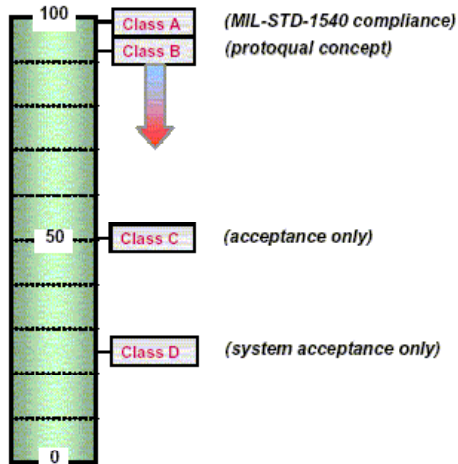 100
Class A (MIL-STD-1540 compliance)
Class B (protoqual concept)
50 Class C (acceptance only)
Class D (system acceptance only)
0